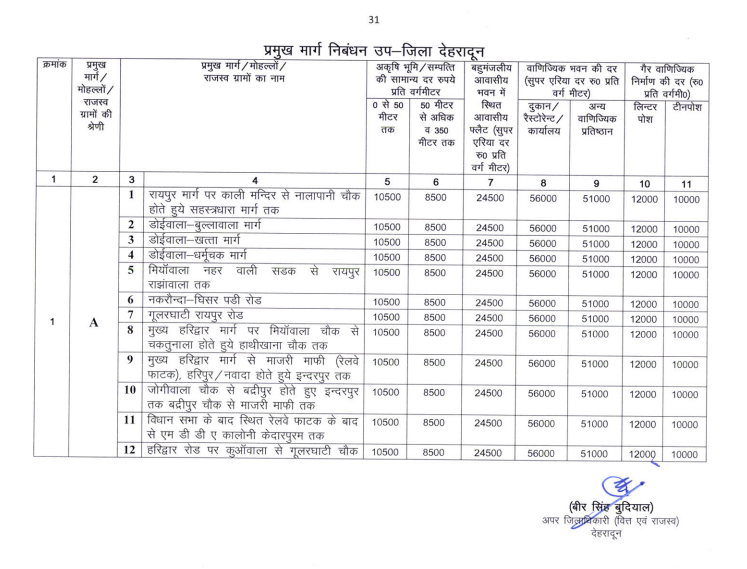 31
प्रमुख मार्ग निबंधन उप–जिला देहरादून
क्रमांक | प्रमुख मार्ग/मोहल्लों/राजस्व ग्रामों की श्रेणी | प्रमुख मार्ग/मोहल्लों/राजस्व ग्रामों का नाम | अकृषि भूमि/सम्पत्ति की सामान्य दर रुपये प्रति वर्गमीटर | बहुमंजलीय आवासीय भवन में स्थित आवासीय फ्लैट (सुपर एरिया दर रु0 प्रति वर्ग मीटर) | वाणिज्यिक भवन की दर (सुपर एरिया दर रु0 प्रति वर्ग मीटर) | गैर वाणिज्यिक निर्माण की दर (रु0 प्रति वर्गमी0)
0 से 50 मीटर तक | 50 मीटर से अधिक व 350 मीटर तक | दुकान/रैस्टोरेन्ट/कार्यालय | अन्य वाणिज्यिक प्रतिष्ठान | लिन्टर पोश | टीनपोश
1 | 2 | 3 | 4 | 5 | 6 | 7 | 8 | 9 | 10 | 11
1 | A
1 | रायपुर मार्ग पर काली मन्दिर से नालापानी चौक होते हुये सहस्त्रधारा मार्ग तक | 10500 | 8500 | 24500 | 56000 | 51000 | 12000 | 10000
2 | डोईवाला–बुल्लावाला मार्ग | 10500 | 8500 | 24500 | 56000 | 51000 | 12000 | 10000
3 | डोईवाला–खत्ता मार्ग | 10500 | 8500 | 24500 | 56000 | 51000 | 12000 | 10000
4 | डोईवाला–धर्मूचक मार्ग | 10500 | 8500 | 24500 | 56000 | 51000 | 12000 | 10000
5 | मियॉवाला नहर वाली सडक से रायपुर राझांवाला तक | 10500 | 8500 | 24500 | 56000 | 51000 | 12000 | 10000
6 | नकरौन्दा–घिसर पडी रोड | 10500 | 8500 | 24500 | 56000 | 51000 | 12000 | 10000
7 | गूलरघाटी रायपुर रोड | 10500 | 8500 | 24500 | 56000 | 51000 | 12000 | 10000
8 | मुख्य हरिद्वार मार्ग पर मियॉवाला चौक से चकतुनाला होते हुये हाथीखाना चौक तक | 10500 | 8500 | 24500 | 56000 | 51000 | 12000 | 10000
9 | मुख्य हरिद्वार मार्ग से माजरी माफी (रेलवे फाटक), हरिपुर/नवादा होते हुये इन्दरपुर तक | 10500 | 8500 | 24500 | 56000 | 51000 | 12000 | 10000
10 | जोगीवाला चौक से बद्रीपुर होते हुए इन्दरपुर तक बद्रीपुर चौक से माजरी माफी तक | 10500 | 8500 | 24500 | 56000 | 51000 | 12000 | 10000
11 | विधान सभा के बाद स्थित रेलवे फाटक के बाद से एम डी डी ए कालोनी केदारपुरम तक | 10500 | 8500 | 24500 | 56000 | 51000 | 12000 | 10000
12 | हरिद्वार रोड पर कुऑवाला से गूलरघाटी चौक | 10500 | 8500 | 24500 | 56000 | 51000 | 12000 | 10000
(बीर सिंह बुदियाल)
अपर जिलाधिकारी (वित्त एवं राजस्व)
देहरादून